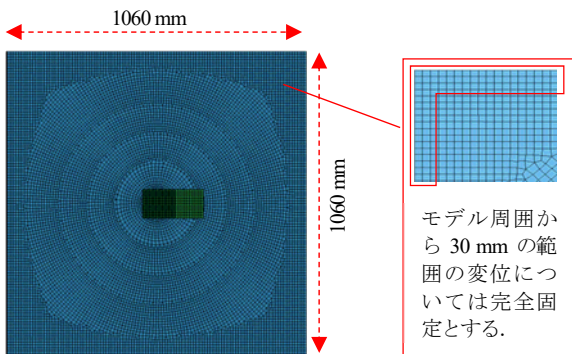 1060 mm
1060 mm
モデル周囲か
ら 30 mm の範
囲の変位につ
いては完全固
定とする.